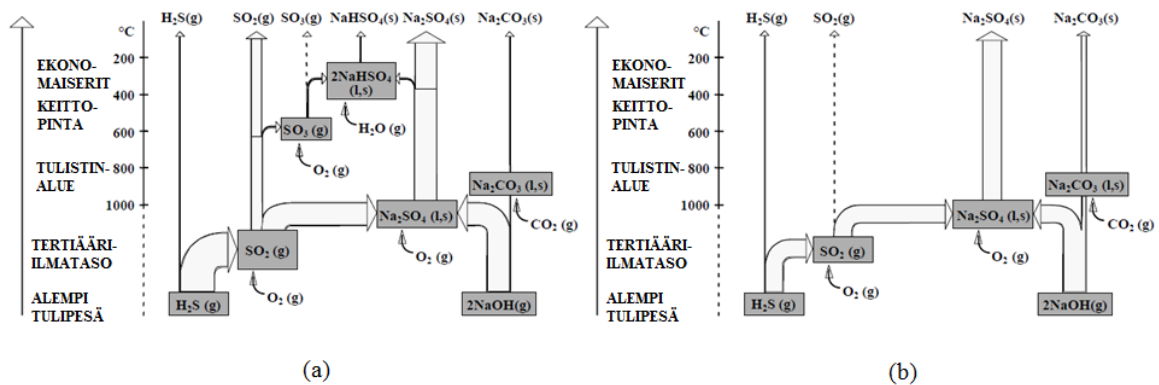 H₂S(g) SO₂(g) SO₃(g) NaHSO₄(s) Na₂SO₄(s) Na₂CO₃(s)
°C
200
400
600
800
1000
EKONO-
MAISERIT
KEITTO-
PINTA
TULISTIN-
ALUE
TERTIÄÄRI-
ILMATASO
ALEMPI
TULIPESÄ
2NaHSO₄
(l,s)
H₂O (g)
SO₃ (g)
O₂ (g)
Na₂CO₃ (l,s)
CO₂ (g)
Na₂SO₄ (l,s)
O₂ (g)
SO₂ (g)
O₂ (g)
H₂S (g)
2NaOH(g)
(a)
H₂S(g) SO₂(g) Na₂SO₄(s) Na₂CO₃(s)
°C
200
400
600
800
1000
EKONO-
MAISERIT
KEITTO-
PINTA
TULISTIN-
ALUE
TERTIÄÄRI-
ILMATASO
ALEMPI
TULIPESÄ
Na₂CO₃ (l,s)
CO₂ (g)
Na₂SO₄ (l,s)
O₂ (g)
SO₂ (g)
O₂ (g)
H₂S (g)
2NaOH(g)
(b)